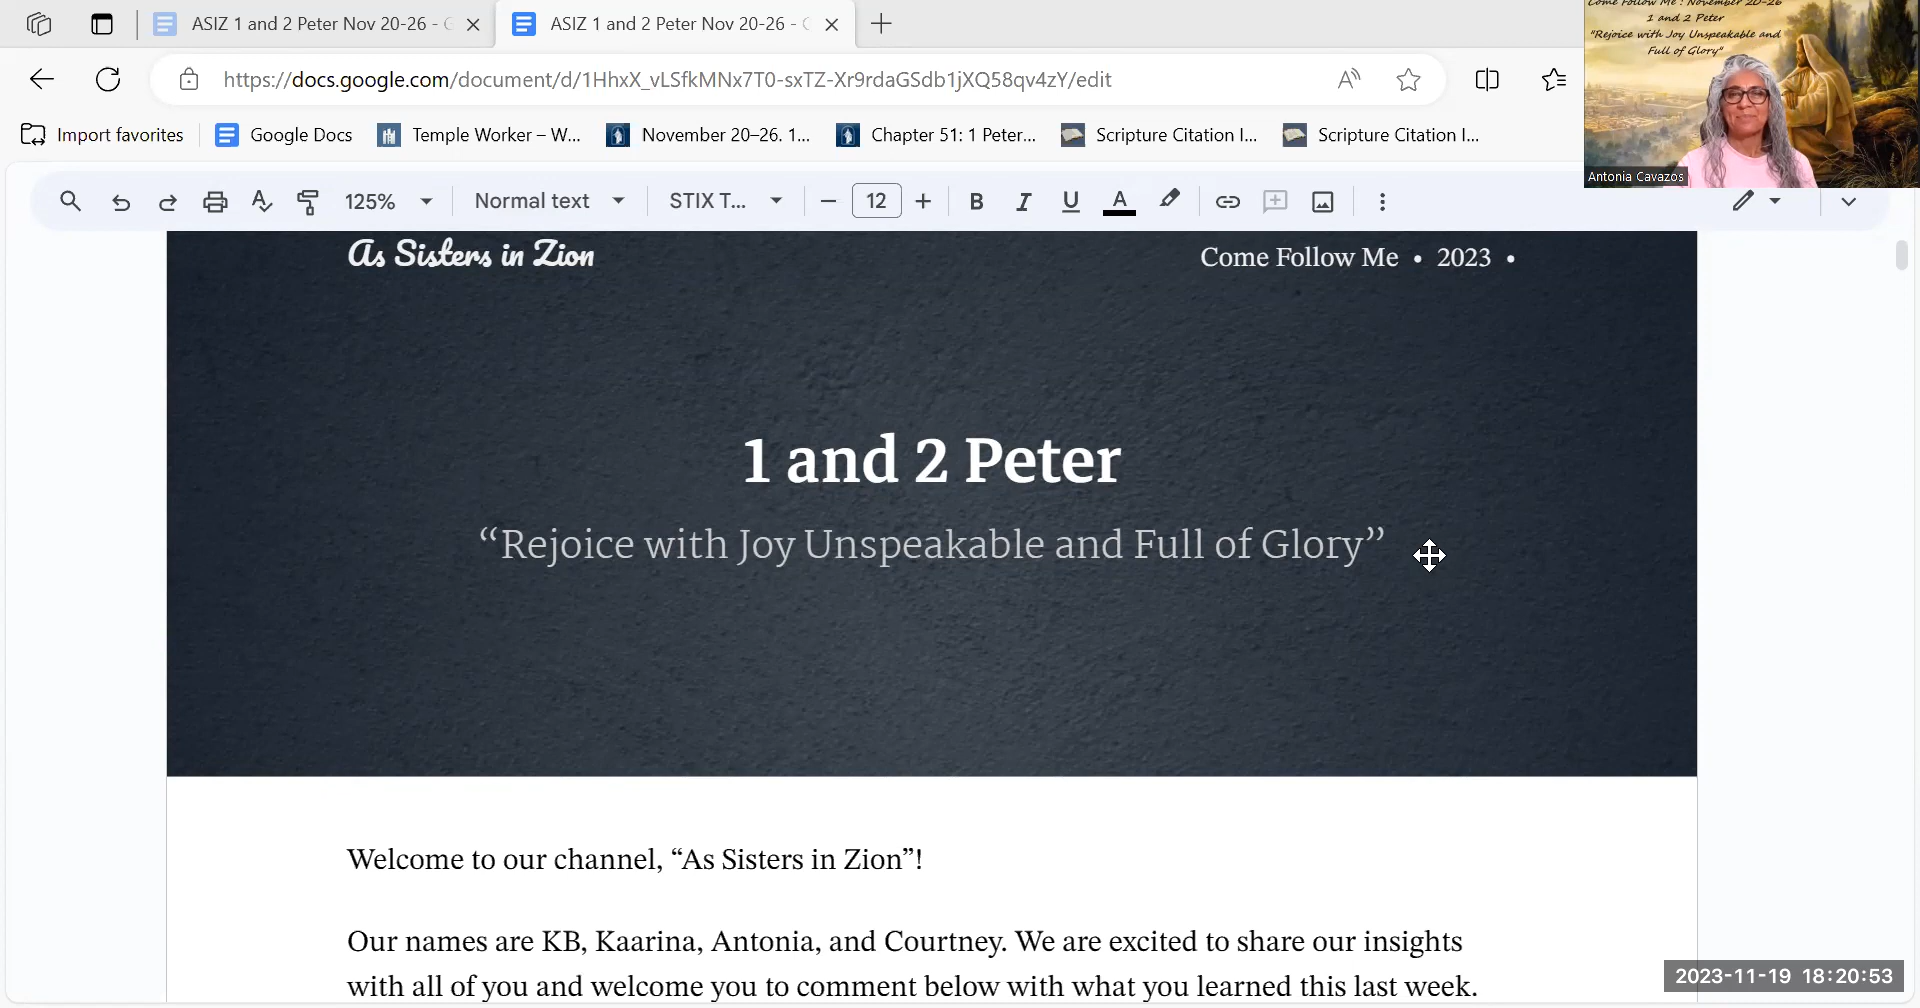 ASIZ 1 and 2 Peter Nov 20-26 -
ASIZ 1 and 2 Peter Nov 20-26 -
https://docs.google.com/document/d/1HhxX_vLSfkMNx7T0-sxTZ-Xr9rdaGSdb1jXQ58qv4zY/edit
Import favorites
Google Docs
Temple Worker – W...
November 20–26. 1...
Chapter 51: 1 Peter...
Scripture Citation I...
Scripture Citation I...
Come Follow Me : November 20-26
1 and 2 Peter
"Rejoice with Joy Unspeakable and
Full of Glory"
Antonia Cavazos
125%
Normal text
STIX T...
12
B
I
U
A
As Sisters in Zion
Come Follow Me • 2023 •
1 and 2 Peter
“Rejoice with Joy Unspeakable and Full of Glory”
Welcome to our channel, “As Sisters in Zion”!
Our names are KB, Kaarina, Antonia, and Courtney. We are excited to share our insights
with all of you and welcome you to comment below with what you learned this last week.
2023-11-19 18:20:53